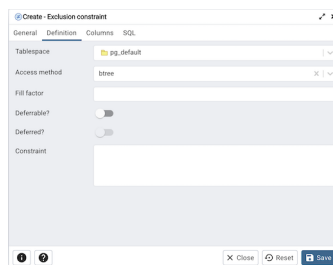 Create - Exclusion constraint
General Definition Columns SQL
Tablespace
pg_default
Access method
btree
Fill factor
Deferrable?
Deferred?
Constraint
Close Reset Save